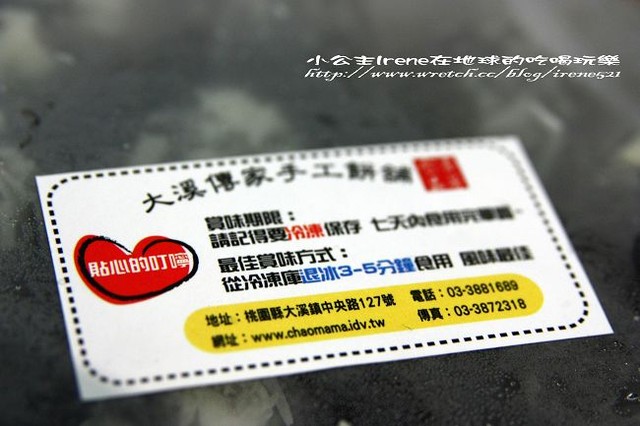 小公主Irene在地球的吃喝玩樂
http://www.wretch.cc/blog/irene521
大溪傳家手工餅舖
賞味期限：
請記得要冷凍保存 七天內食用完畢
貼心的叮嚀
最佳賞味方式：
從冷凍庫退冰3-5分鐘食用 風味最佳
地址：桃園縣大溪鎮中央路127號 電話：03-3881689
網址：www.chaomama.idv.tw 傳真：03-3872318